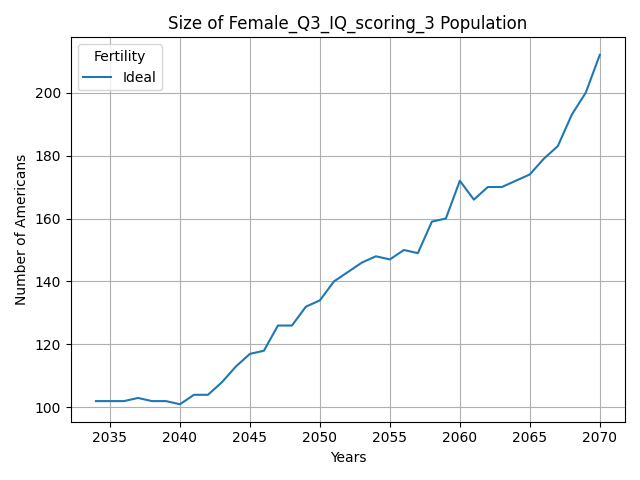 Size of Female_Q3_IQ_scoring_3 Population
Fertility
Ideal
Number of Americans
200
180
160
140
120
100
2035 2040 2045 2050 2055 2060 2065 2070
Years